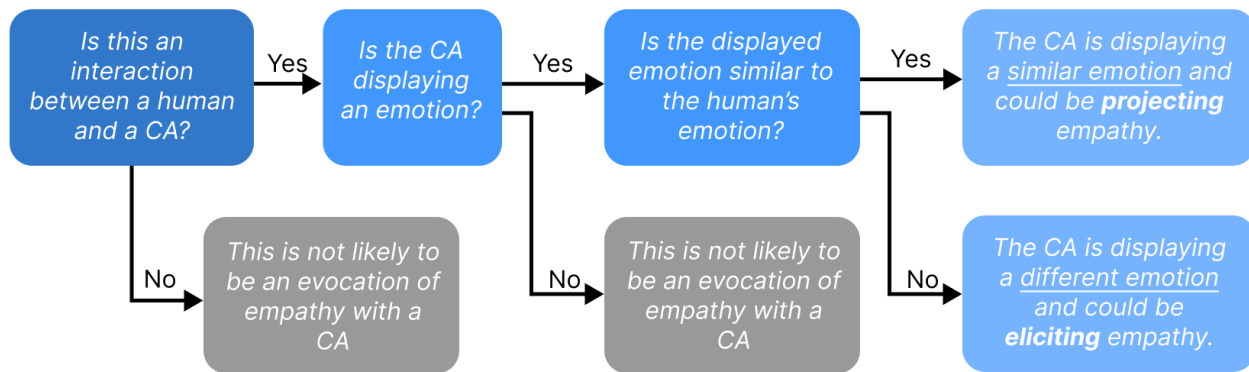 Is this an
interaction
between a human
and a CA?
Yes
Is the CA
displaying
an emotion?
Yes
Is the displayed
emotion similar to
the human's
emotion?
Yes
The CA is displaying
a similar emotion and
could be projecting
empathy.
No
This is not likely to
be an evocation of
empathy with a
CA
No
This is not likely to
be an evocation of
empathy with a
CA
No
The CA is displaying
a different emotion
and could be
eliciting empathy.